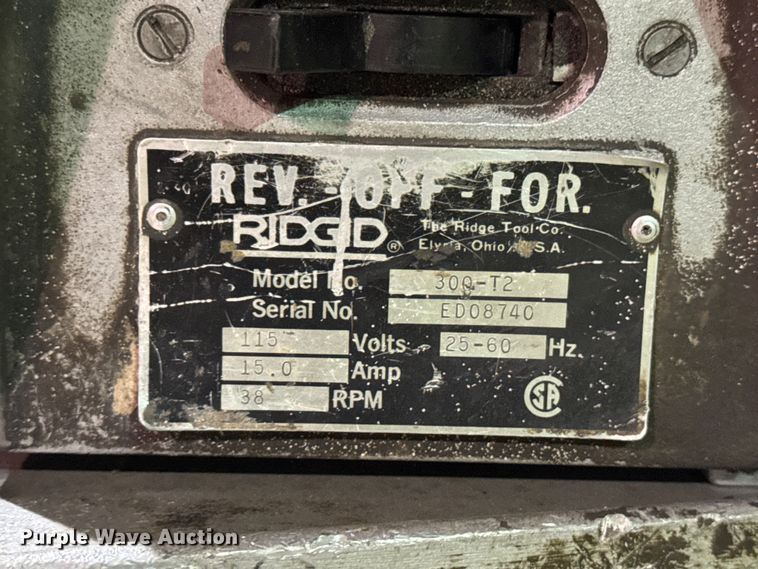 REV. - OFF - FOR.
RIDGID®
The Ridge Tool Co.
Elyria, Ohio, U.S.A.
Model No. 300-T2
Serial No. ED08740
115 Volts 25-60 Hz.
15.0 Amp
38 RPM
CSA
Purple Wave Auction